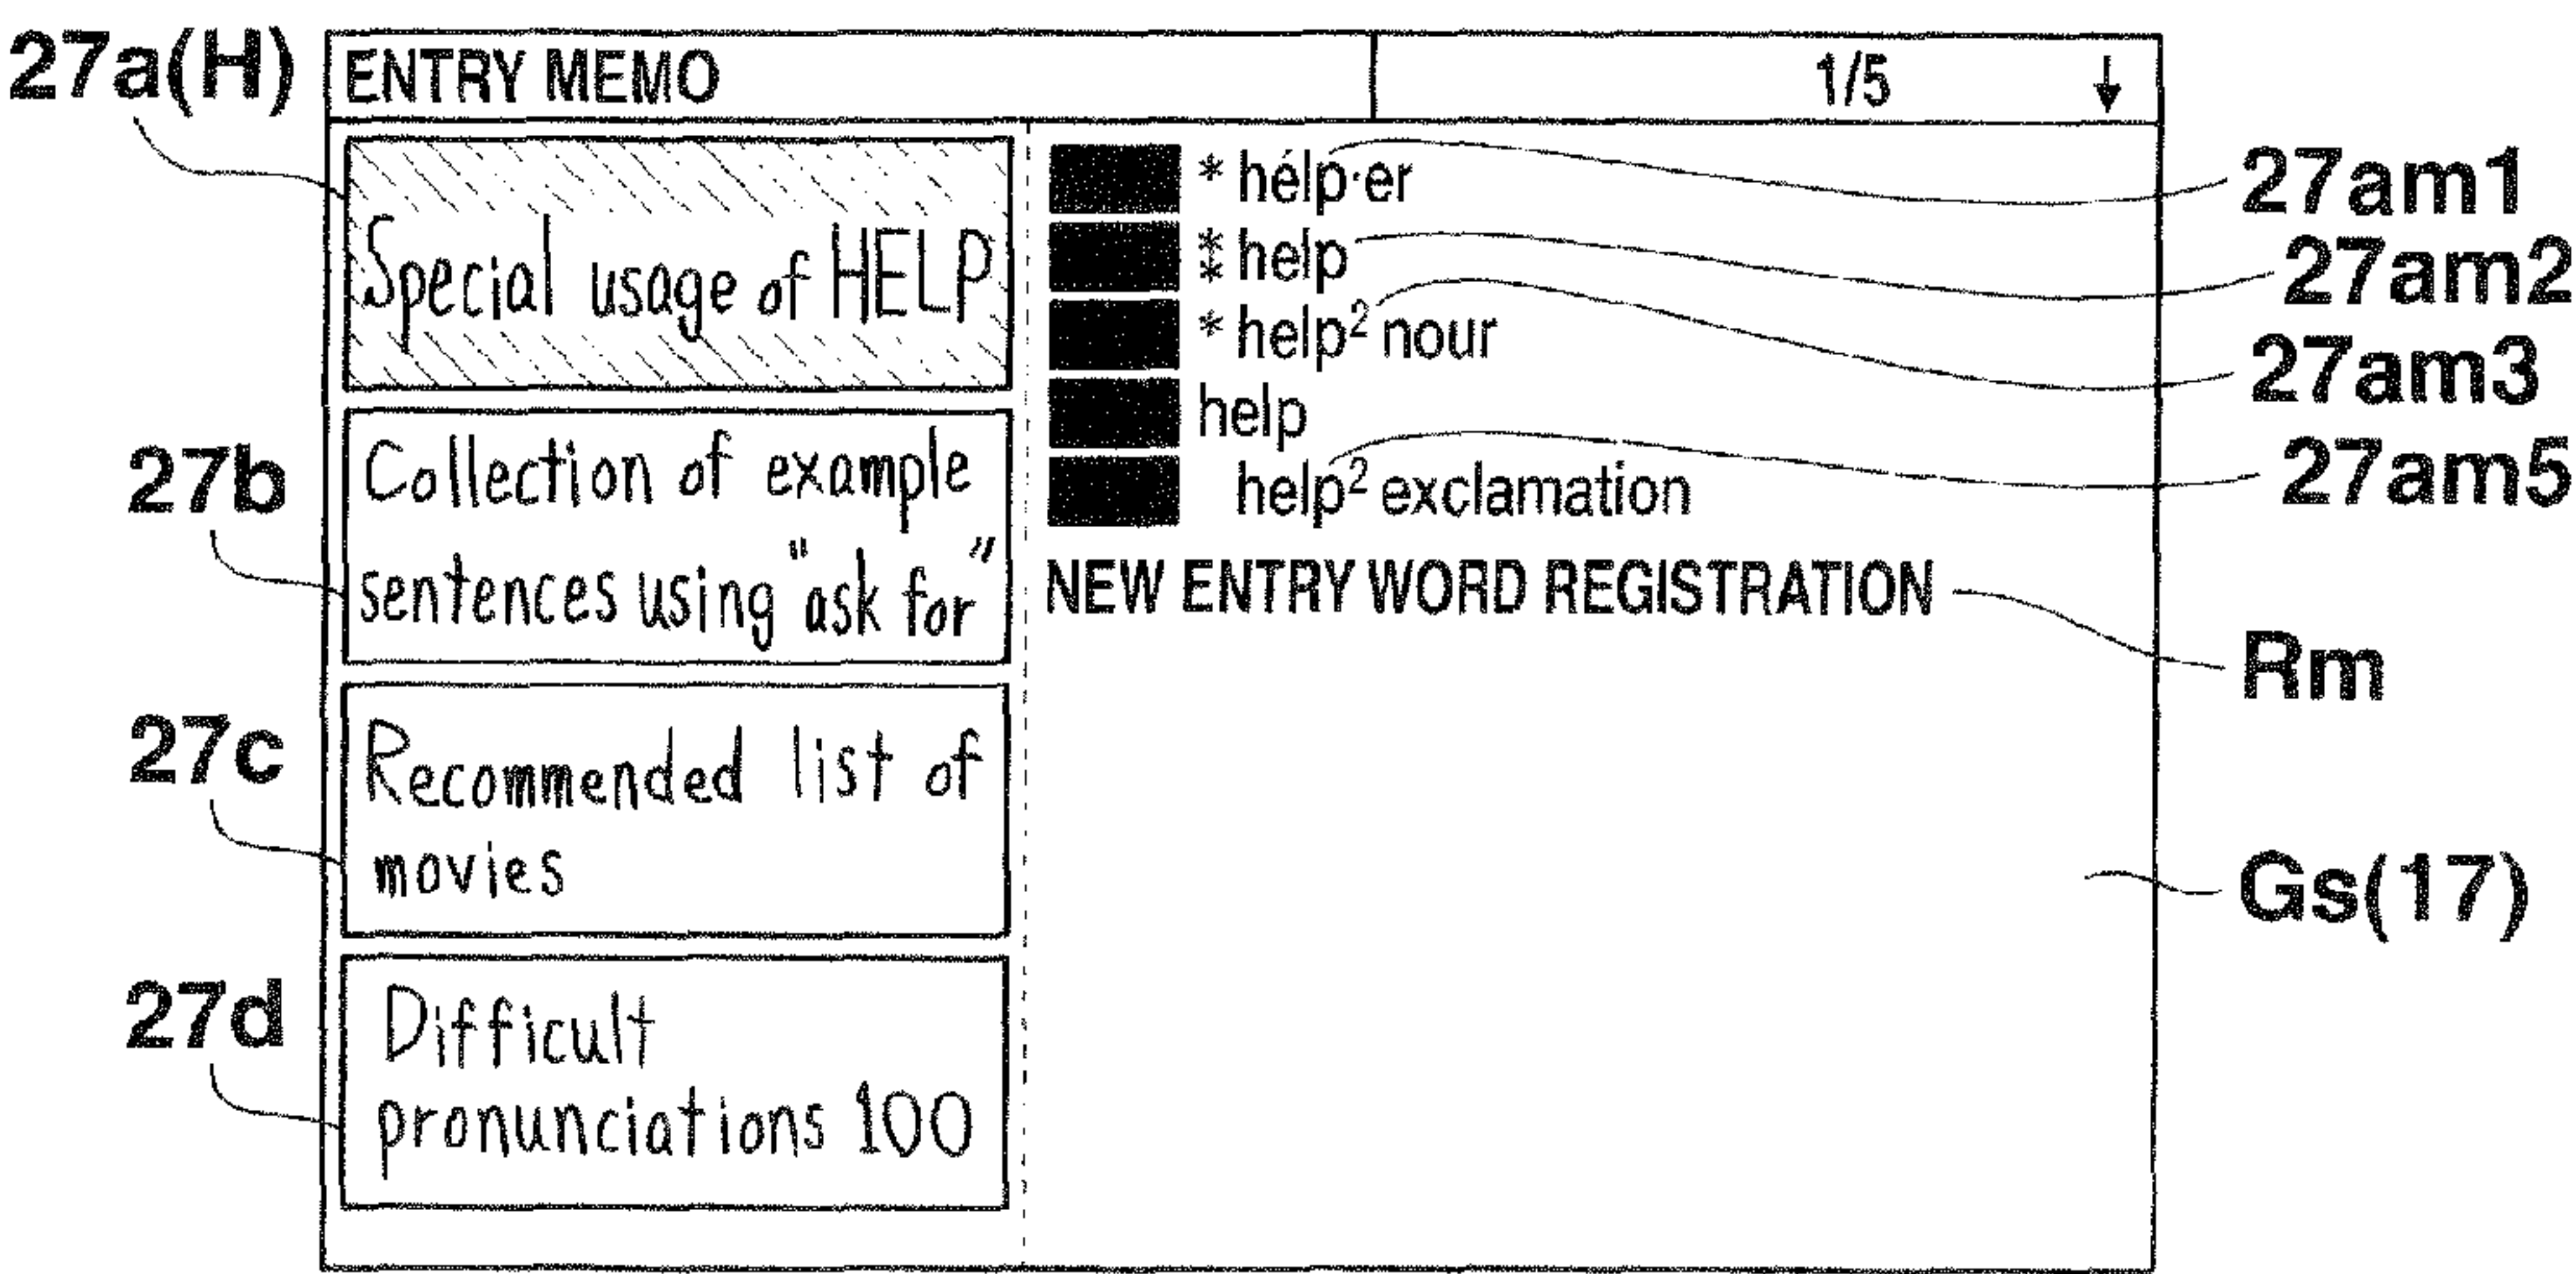 27a(H)
ENTRY MEMO 1/5 ↓
Special usage of HELP
* hélp·er 27am1
⁑ help 27am2
* help² nour 27am3
help
help² exclamation 27am5
27b
Collection of example
sentences using "ask for"
NEW ENTRY WORD REGISTRATION Rm
27c
Recommended list of
movies
Gs(17)
27d
Difficult
pronunciations 100